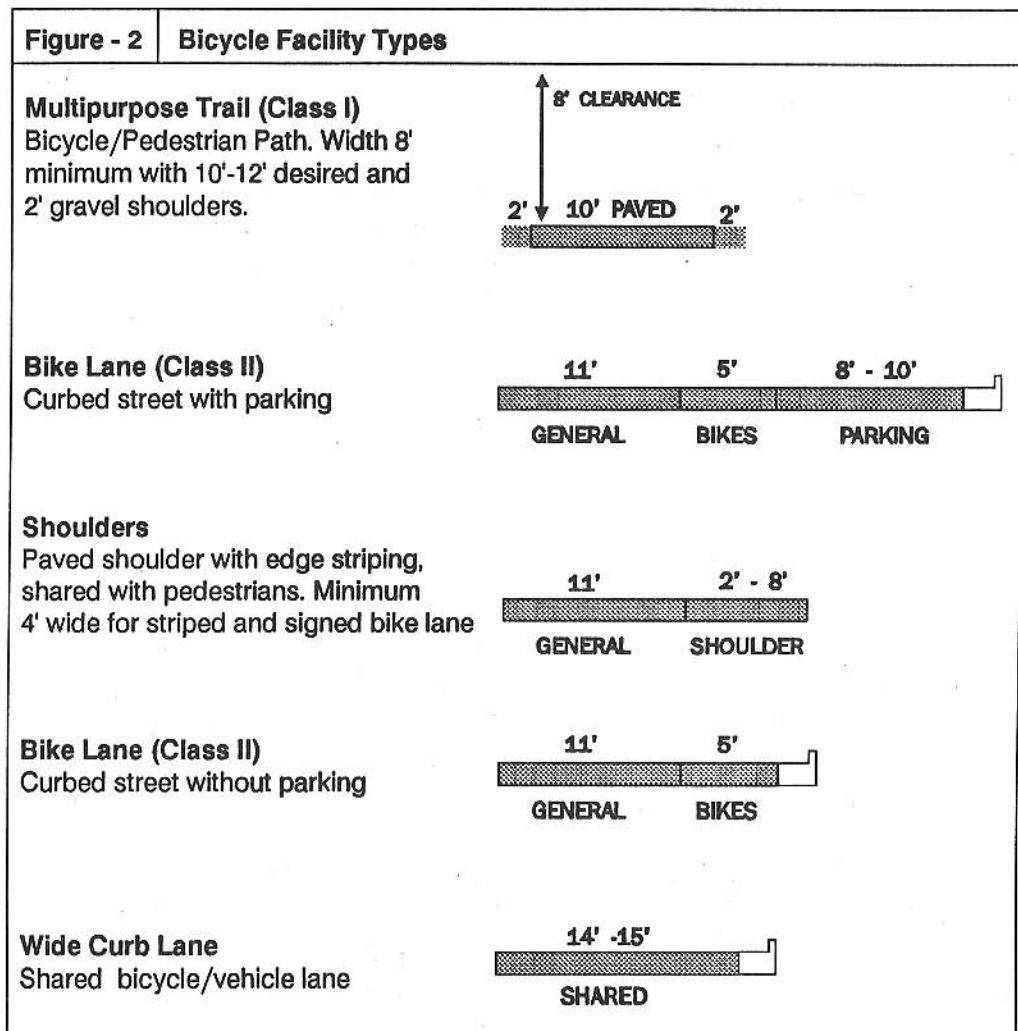 Figure - 2 Bicycle Facility Types
Multipurpose Trail (Class I)
Bicycle/Pedestrian Path. Width 8'
minimum with 10'-12' desired and
2' gravel shoulders.
8' CLEARANCE
2' 10' PAVED 2'
Bike Lane (Class II)
Curbed street with parking
11' 5' 8' - 10'
GENERAL BIKES PARKING
Shoulders
Paved shoulder with edge striping,
shared with pedestrians. Minimum
4' wide for striped and signed bike lane
11' 2' - 8'
GENERAL SHOULDER
Bike Lane (Class II)
Curbed street without parking
11' 5'
GENERAL BIKES
Wide Curb Lane
Shared bicycle/vehicle lane
14' -15'
SHARED